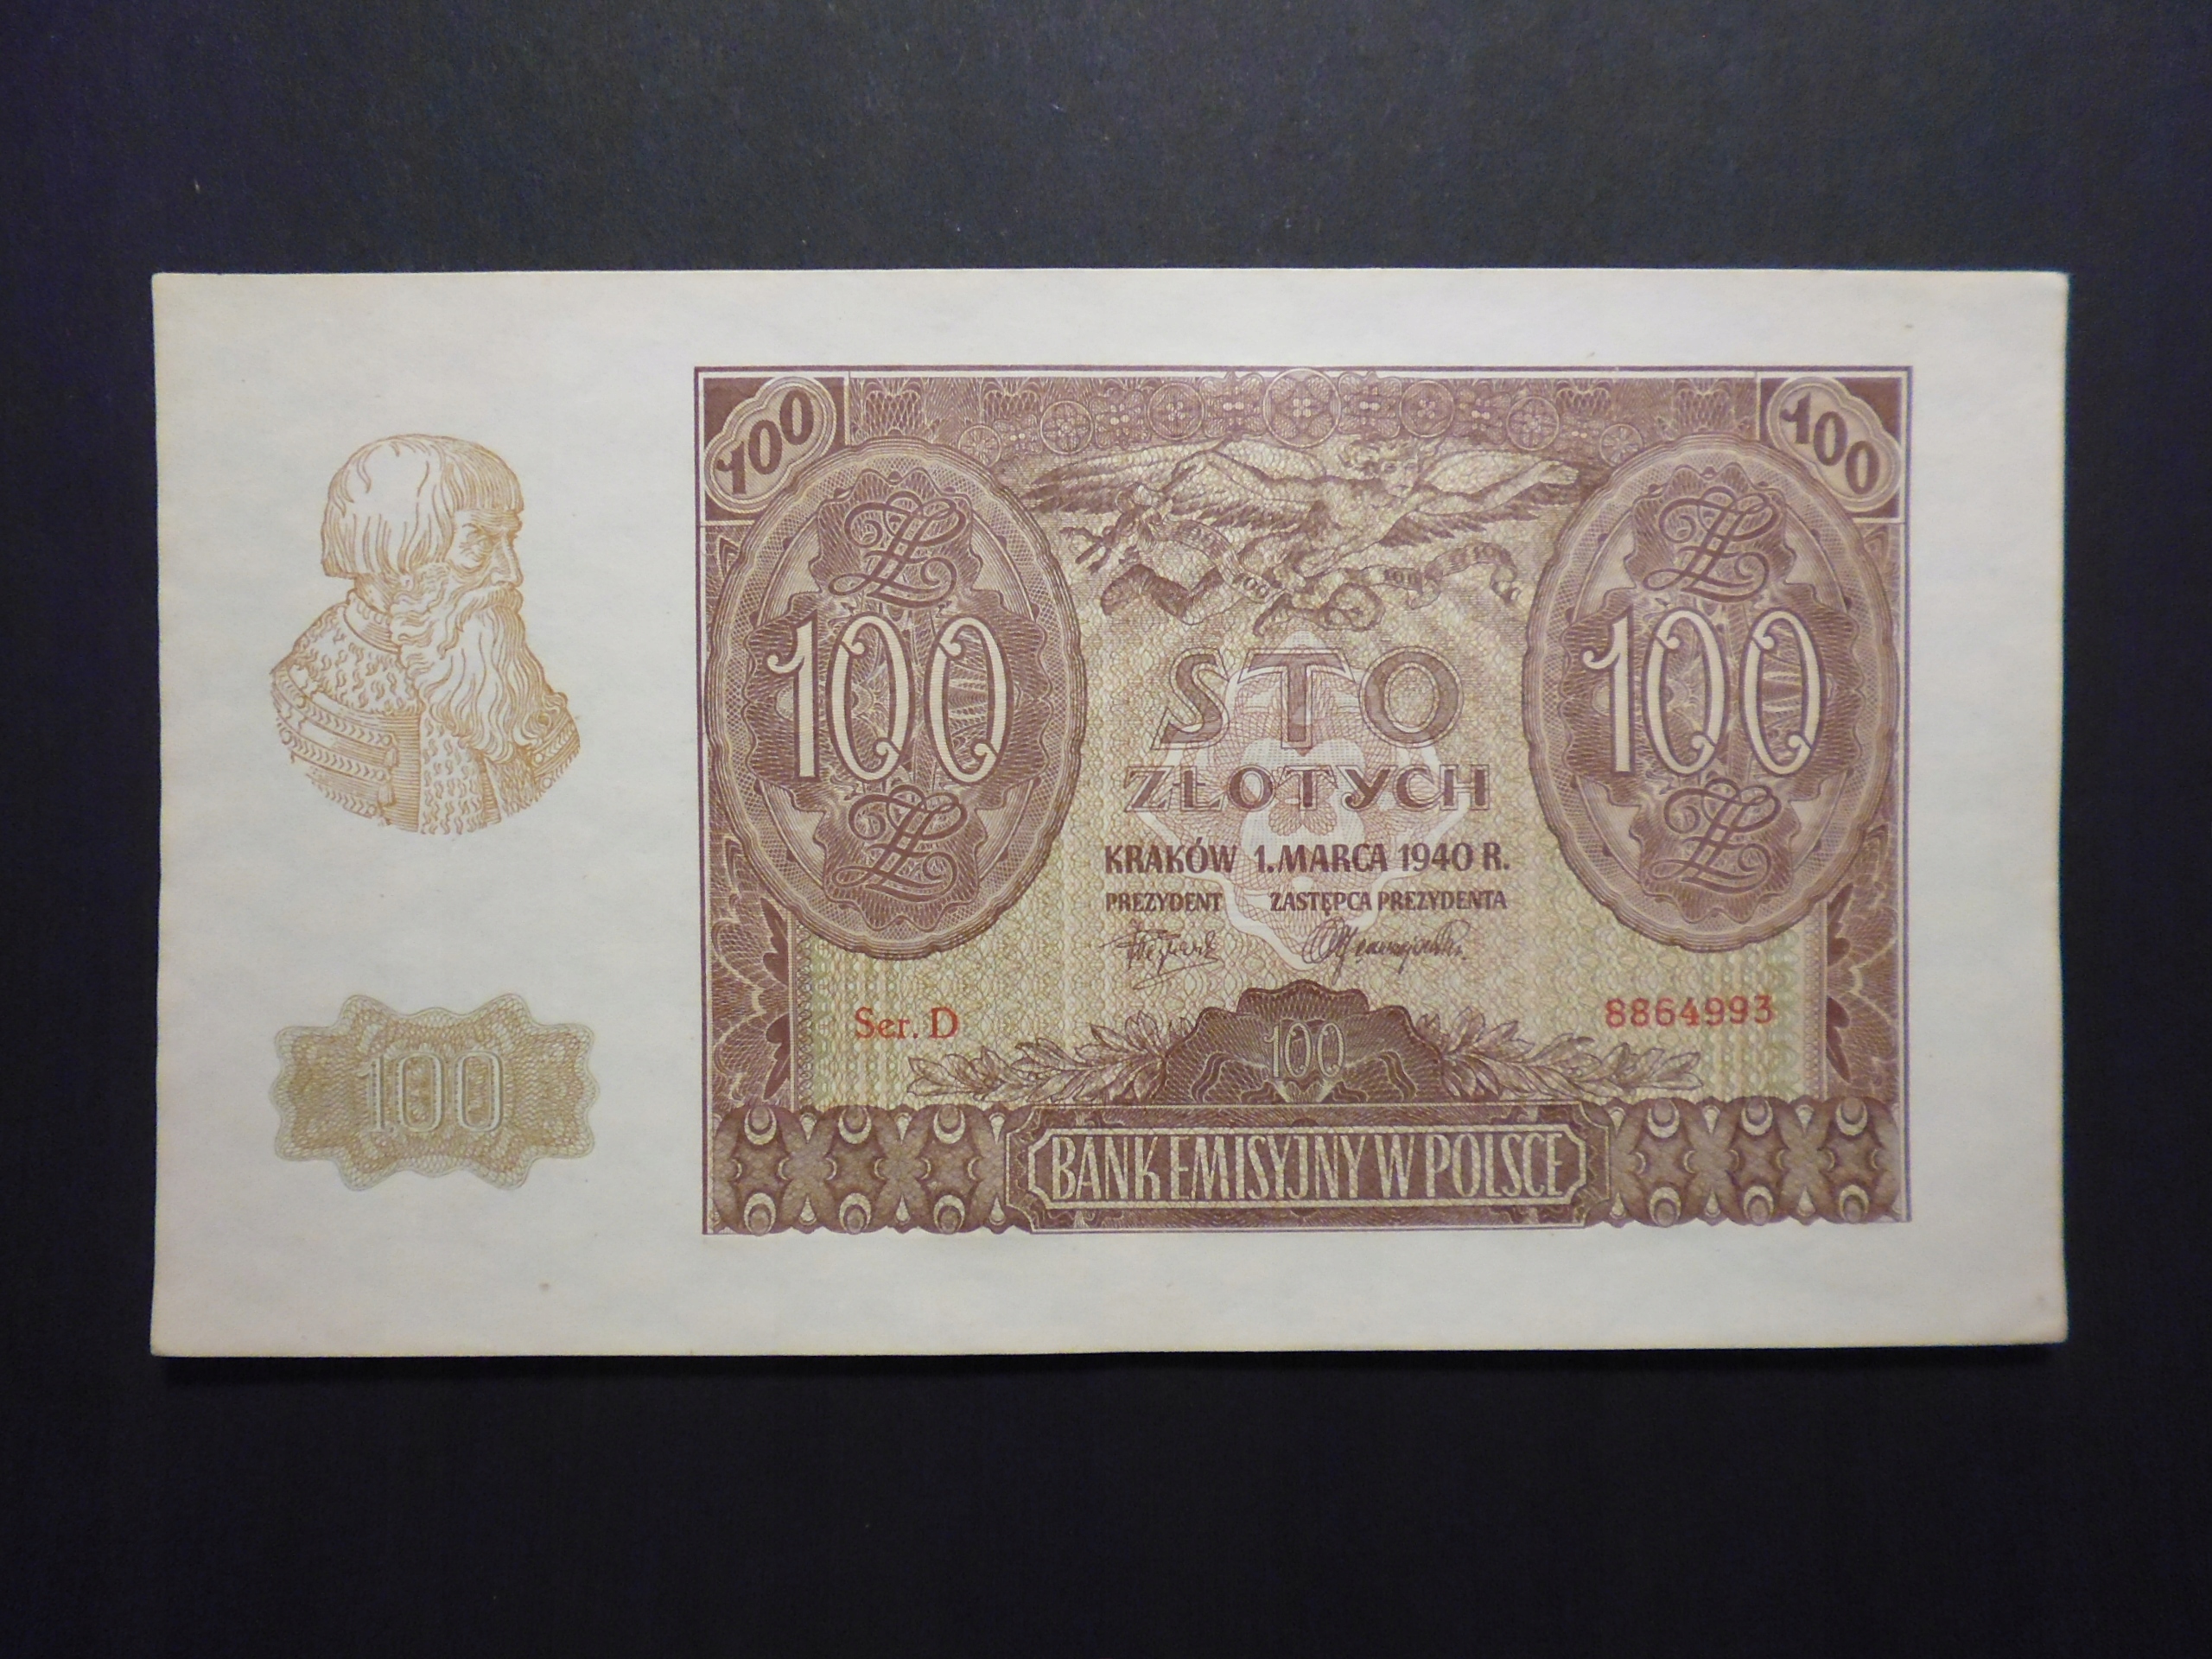 100
100
100
100
STO
ZŁOTYCH
KRAKÓW 1. MARCA 1940 R.
PREZYDENT ZASTĘPCA PREZYDENTA
Ser. D
8864993
100
100
BANK EMISYJNY W POLSCE